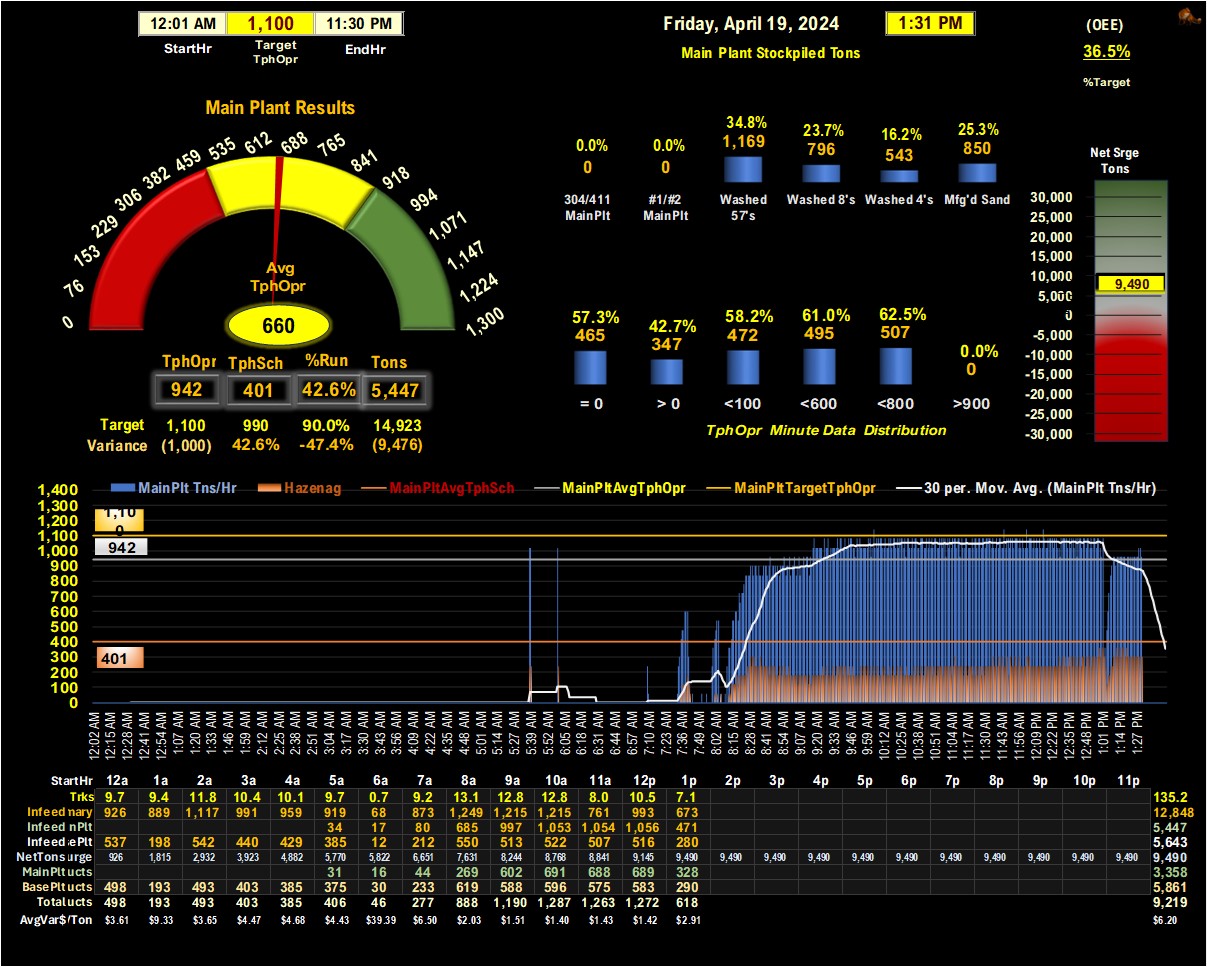 12:01 AM 1,100 11:30 PM
StartHr Target TphOpr EndHr
Friday, April 19, 2024 1:31 PM
Main Plant Stockpiled Tons
(OEE)
36.5%
%Target
Main Plant Results
0 76 153 229 306 382 459 535 612 688 765 841 918 994 1,071 1,147 1,224 1,300
Avg
TphOpr
660
TphOpr TphSch %Run Tons
942 401 42.6% 5,447
Target 1,100 990 90.0% 14,923
Variance (1,000) 42.6% -47.4% (9,476)
0.0% 0.0% 34.8% 23.7% 16.2% 25.3%
0 0 1,169 796 543 850
304/411 MainPlt #1/#2 MainPlt Washed 57's Washed 8's Washed 4's Mfg'd Sand
57.3% 42.7% 58.2% 61.0% 62.5% 0.0%
465 347 472 495 507 0
= 0 > 0 <100 <600 <800 >900
TphOpr Minute Data Distribution
Net Srge
Tons
30,000
25,000
20,000
15,000
10,000
5,000
0
-5,000
-10,000
-15,000
-20,000
-25,000
-30,000
9,490
MainPlt Tns/Hr Hazenag MainPltAvgTphSch MainPltAvgTphOpr MainPltTargetTphOpr 30 per. Mov. Avg. (MainPlt Tns/Hr)
1,400
1,300
1,200
1,100
1,000
900
800
700
600
500
400
300
200
100
0
1,10
0
942
401
12:02 AM 12:15 AM 12:28 AM 12:41 AM 12:54 AM 1:07 AM 1:20 AM 1:33 AM 1:46 AM 1:59 AM 2:12 AM 2:25 AM 2:38 AM 2:51 AM 3:04 AM 3:17 AM 3:30 AM 3:43 AM 3:56 AM 4:09 AM 4:22 AM 4:35 AM 4:48 AM 5:01 AM 5:14 AM 5:27 AM 5:39 AM 5:52 AM 6:05 AM 6:18 AM 6:31 AM 6:44 AM 6:57 AM 7:10 AM 7:23 AM 7:36 AM 7:49 AM 8:02 AM 8:15 AM 8:28 AM 8:41 AM 8:54 AM 9:07 AM 9:20 AM 9:33 AM 9:46 AM 9:59 AM 10:12 AM 10:25 AM 10:38 AM 10:51 AM 11:04 AM 11:17 AM 11:30 AM 11:43 AM 11:56 AM 12:09 PM 12:22 PM 12:35 PM 12:48 PM 1:01 PM 1:14 PM 1:27 PM
StartHr 12a 1a 2a 3a 4a 5a 6a 7a 8a 9a 10a 11a 12p 1p 2p 3p 4p 5p 6p 7p 8p 9p 10p 11p
Trks 9.7 9.4 11.8 10.4 10.1 9.7 0.7 9.2 13.1 12.8 12.8 8.0 10.5 7.1 135.2
Infeed mary 926 889 1,117 991 959 919 68 873 1,249 1,215 1,215 761 993 673 12,848
Infeed nPlt 34 17 80 685 997 1,053 1,054 1,056 471 5,447
Infeed ePlt 537 198 542 440 429 385 12 212 550 513 522 507 516 280 5,643
NetTons urge 926 1,815 2,932 3,923 4,882 5,770 5,822 6,651 7,631 8,244 8,768 8,841 9,145 9,490 9,490 9,490 9,490 9,490 9,490 9,490 9,490 9,490 9,490 9,490 9,490
MainPlt ucts 31 16 44 269 602 691 688 689 328 3,358
BasePlt ucts 498 193 493 403 385 375 30 233 619 588 596 575 583 290 5,861
Total ucts 498 193 493 403 385 406 46 277 888 1,190 1,287 1,263 1,272 618 9,219
AvgVar$/Ton $3.61 $9.33 $3.65 $4.47 $4.68 $4.43 $39.39 $6.50 $2.03 $1.51 $1.40 $1.43 $1.42 $2.91 $6.20